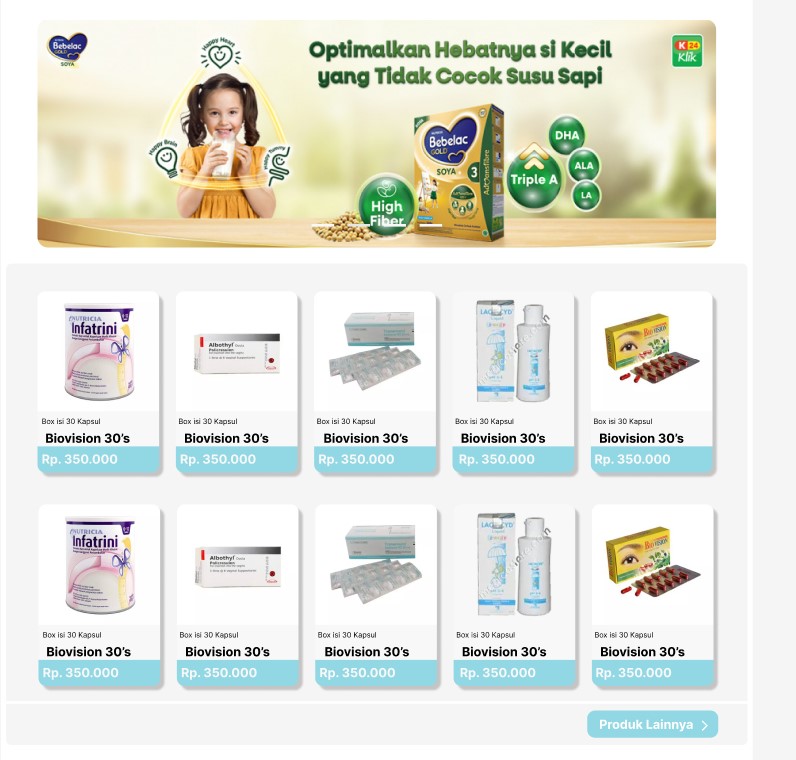 Bebelac
GOLD
SOYA
Happy Heart
Optimalkan Hebatnya si Kecil
yang Tidak Cocok Susu Sapi
K 24
Klik
Happy Brain
Bebelac
GOLD
SOYA 3
High
Fiber
Triple A
DHA
ALA
LA
NUTRICIA
Infatrini
Albothyl
Policresulen
LACTACYD
Biovision
Box isi 30 Kapsul
Biovision 30's
Rp. 350.000
Box isi 30 Kapsul
Biovision 30's
Rp. 350.000
Box isi 30 Kapsul
Biovision 30's
Rp. 350.000
Box isi 30 Kapsul
Biovision 30's
Rp. 350.000
Box isi 30 Kapsul
Biovision 30's
Rp. 350.000
NUTRICIA
Infatrini
Albothyl
Policresulen
LACTACYD
Biovision
Box isi 30 Kapsul
Biovision 30's
Rp. 350.000
Box isi 30 Kapsul
Biovision 30's
Rp. 350.000
Box isi 30 Kapsul
Biovision 30's
Rp. 350.000
Box isi 30 Kapsul
Biovision 30's
Rp. 350.000
Box isi 30 Kapsul
Biovision 30's
Rp. 350.000
Produk Lainnya